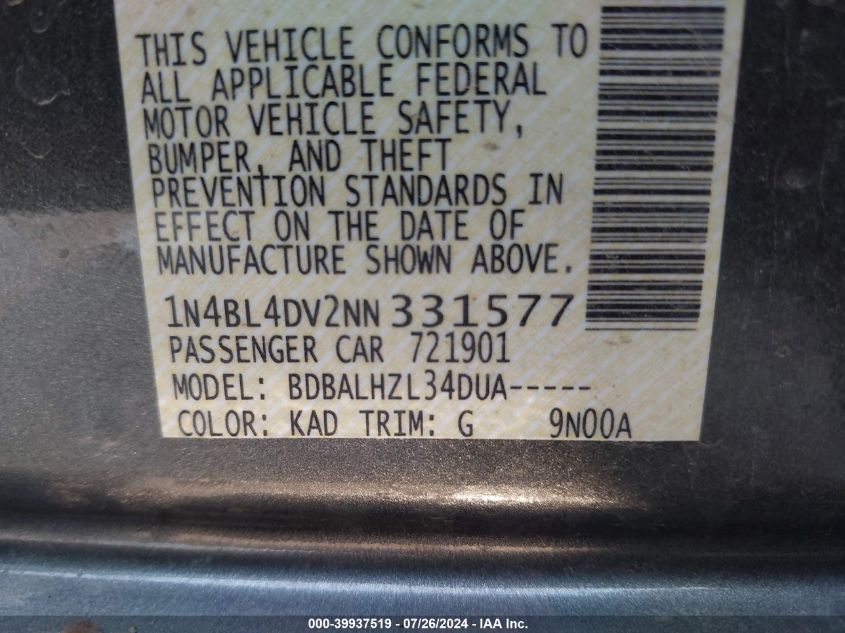 THIS VEHICLE CONFORMS TO
ALL APPLICABLE FEDERAL
MOTOR VEHICLE SAFETY,
BUMPER, AND THEFT
PREVENTION STANDARDS IN
EFFECT ON THE DATE OF
MANUFACTURE SHOWN ABOVE.
1N4BL4DV2NN331577
PASSENGER CAR 721901
MODEL: BDBALHZL34DUA-----
COLOR: KAD TRIM: G 9N00A
000-39937519 - 07/26/2024 - IAA Inc.